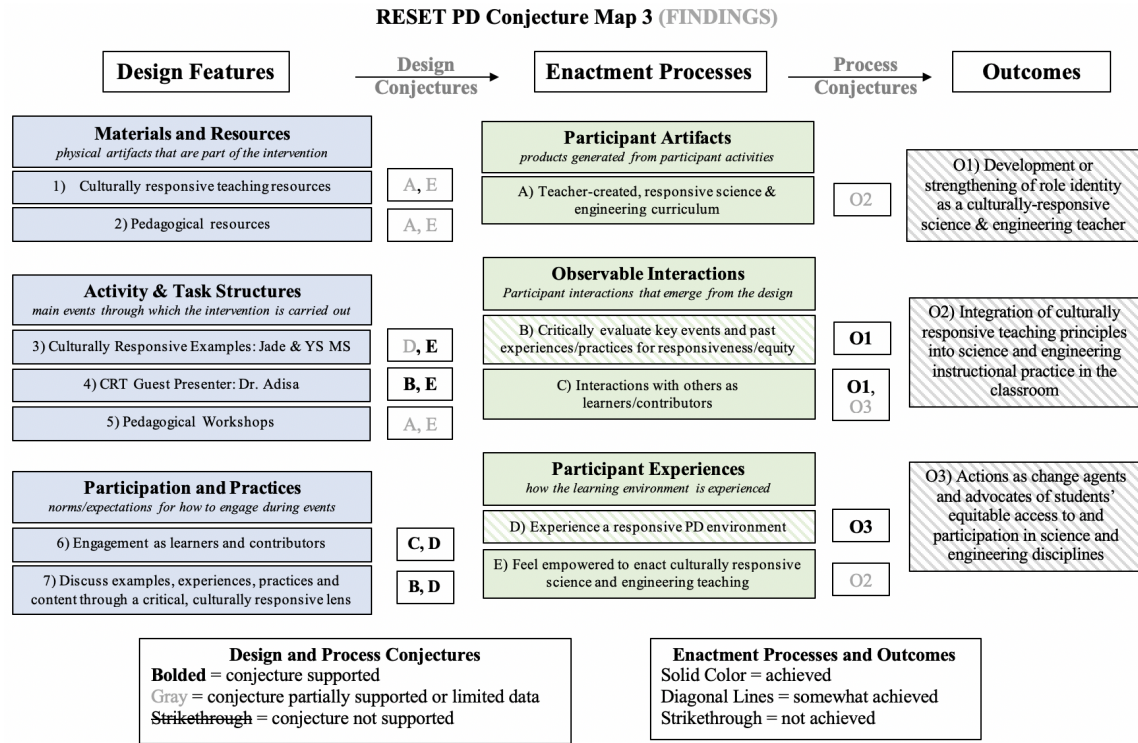 RESET PD Conjecture Map 3 (FINDINGS)
Design Features
Design
Conjectures
Enactment Processes
Process
Conjectures
Outcomes
Materials and Resources
physical artifacts that are part of the intervention
1) Culturally responsive teaching resources
A, E
2) Pedagogical resources
A, E
Activity & Task Structures
main events through which the intervention is carried out
3) Culturally Responsive Examples: Jade & YS MS
D, E
4) CRT Guest Presenter: Dr. Adisa
B, E
5) Pedagogical Workshops
A, E
Participation and Practices
norms/expectations for how to engage during events
6) Engagement as learners and contributors
C, D
7) Discuss examples, experiences, practices and
content through a critical, culturally responsive lens
B, D
Participant Artifacts
products generated from participant activities
A) Teacher-created, responsive science &
engineering curriculum
O2
Observable Interactions
Participant interactions that emerge from the design
B) Critically evaluate key events and past
experiences/practices for responsiveness/equity
O1
C) Interactions with others as
learners/contributors
O1,
O3
Participant Experiences
how the learning environment is experienced
D) Experience a responsive PD environment
O3
E) Feel empowered to enact culturally responsive
science and engineering teaching
O2
O1) Development or
strengthening of role identity
as a culturally-responsive
science & engineering teacher
O2) Integration of culturally
responsive teaching principles
into science and engineering
instructional practice in the
classroom
O3) Actions as change agents
and advocates of students'
equitable access to and
participation in science and
engineering disciplines
Design and Process Conjectures
Bolded = conjecture supported
Gray = conjecture partially supported or limited data
Strikethrough = conjecture not supported
Enactment Processes and Outcomes
Solid Color = achieved
Diagonal Lines = somewhat achieved
Strikethrough = not achieved